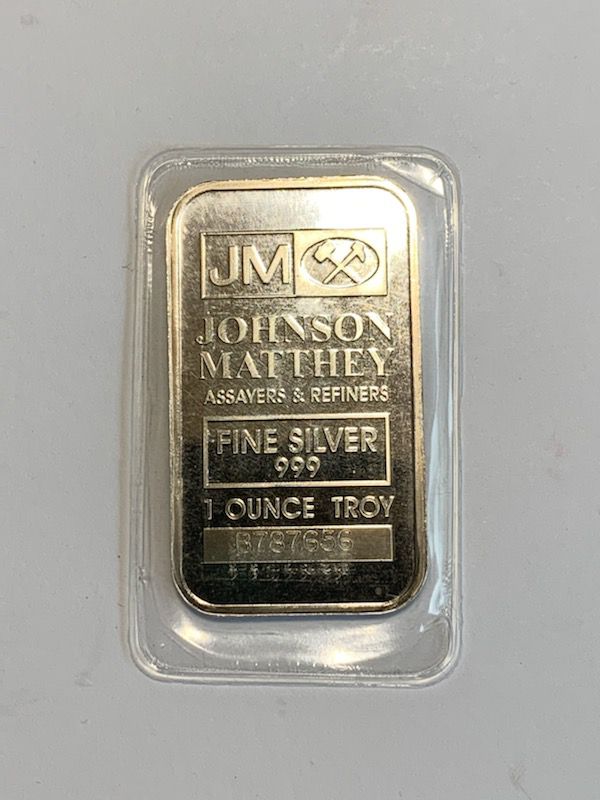 JM
JOHNSON
MATTHEY
ASSAYERS & REFINERS
FINE SILVER
999
1 OUNCE TROY
B787656